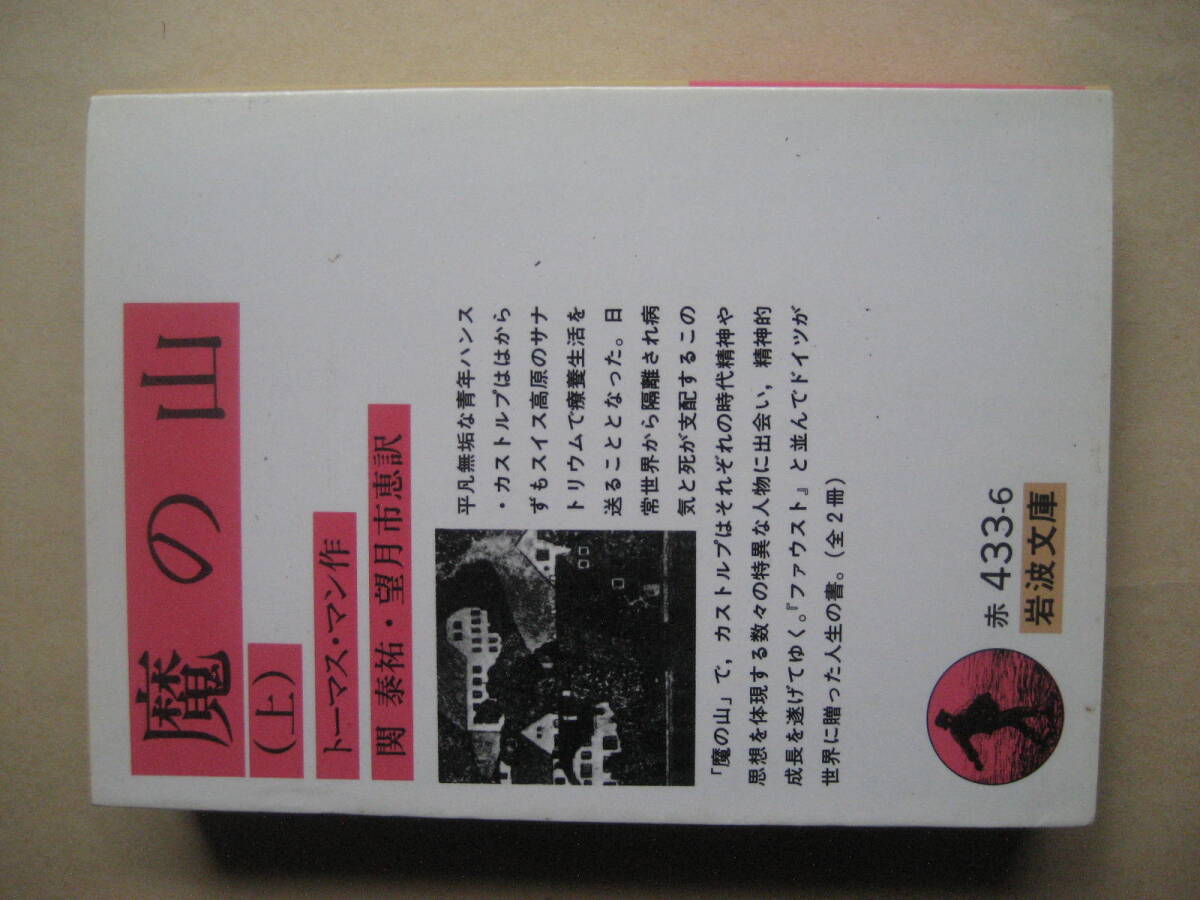 魔の山
(上)
トーマス・マン作
関 泰祐・望月市恵訳
平凡無垢な青年ハンス
・カストルプははから
ずもスイス高原のサナ
トリウムで療養生活を
送ることとなった。日
常世界から隔離され病
気と死が支配するこの
「魔の山」で，カストルプはそれぞれの時代精神や
思想を体現する数々の特異な人物に出会い，精神的
成長を遂げてゆく。『ファウスト』と並んでドイツが
世界に贈った人生の書。(全2冊)
赤 433-6
岩波文庫